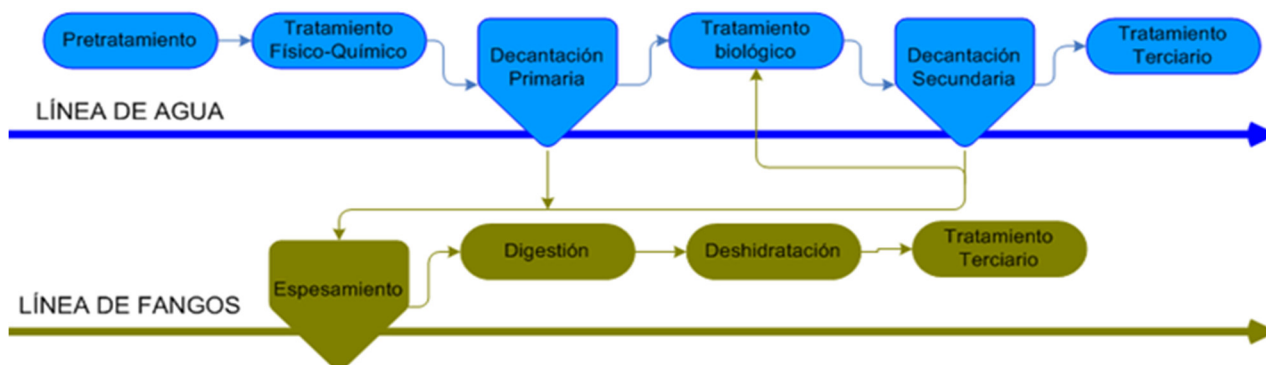 Pretratamiento
Tratamiento
Físico-Químico
Decantación
Primaria
Tratamiento
biológico
Decantación
Secundaria
Tratamiento
Terciario
LÍNEA DE AGUA
Espesamiento
Digestión
Deshidratación
Tratamiento
Terciario
LÍNEA DE FANGOS